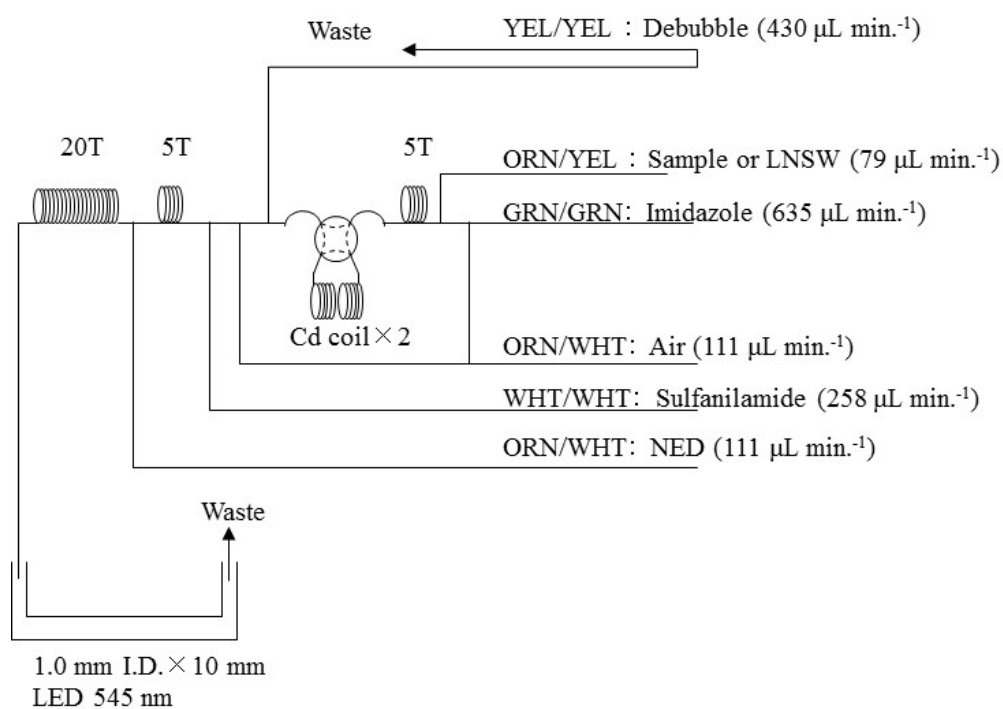 Waste
YEL/YEL : Debubble (430 μL min.⁻¹)
20T
5T
5T
ORN/YEL : Sample or LNSW (79 μL min.⁻¹)
GRN/GRN: Imidazole (635 μL min.⁻¹)
Cd coil×2
ORN/WHT: Air (111 μL min.⁻¹)
WHT/WHT: Sulfanilamide (258 μL min.⁻¹)
ORN/WHT: NED (111 μL min.⁻¹)
Waste
1.0 mm I.D.×10 mm
LED 545 nm